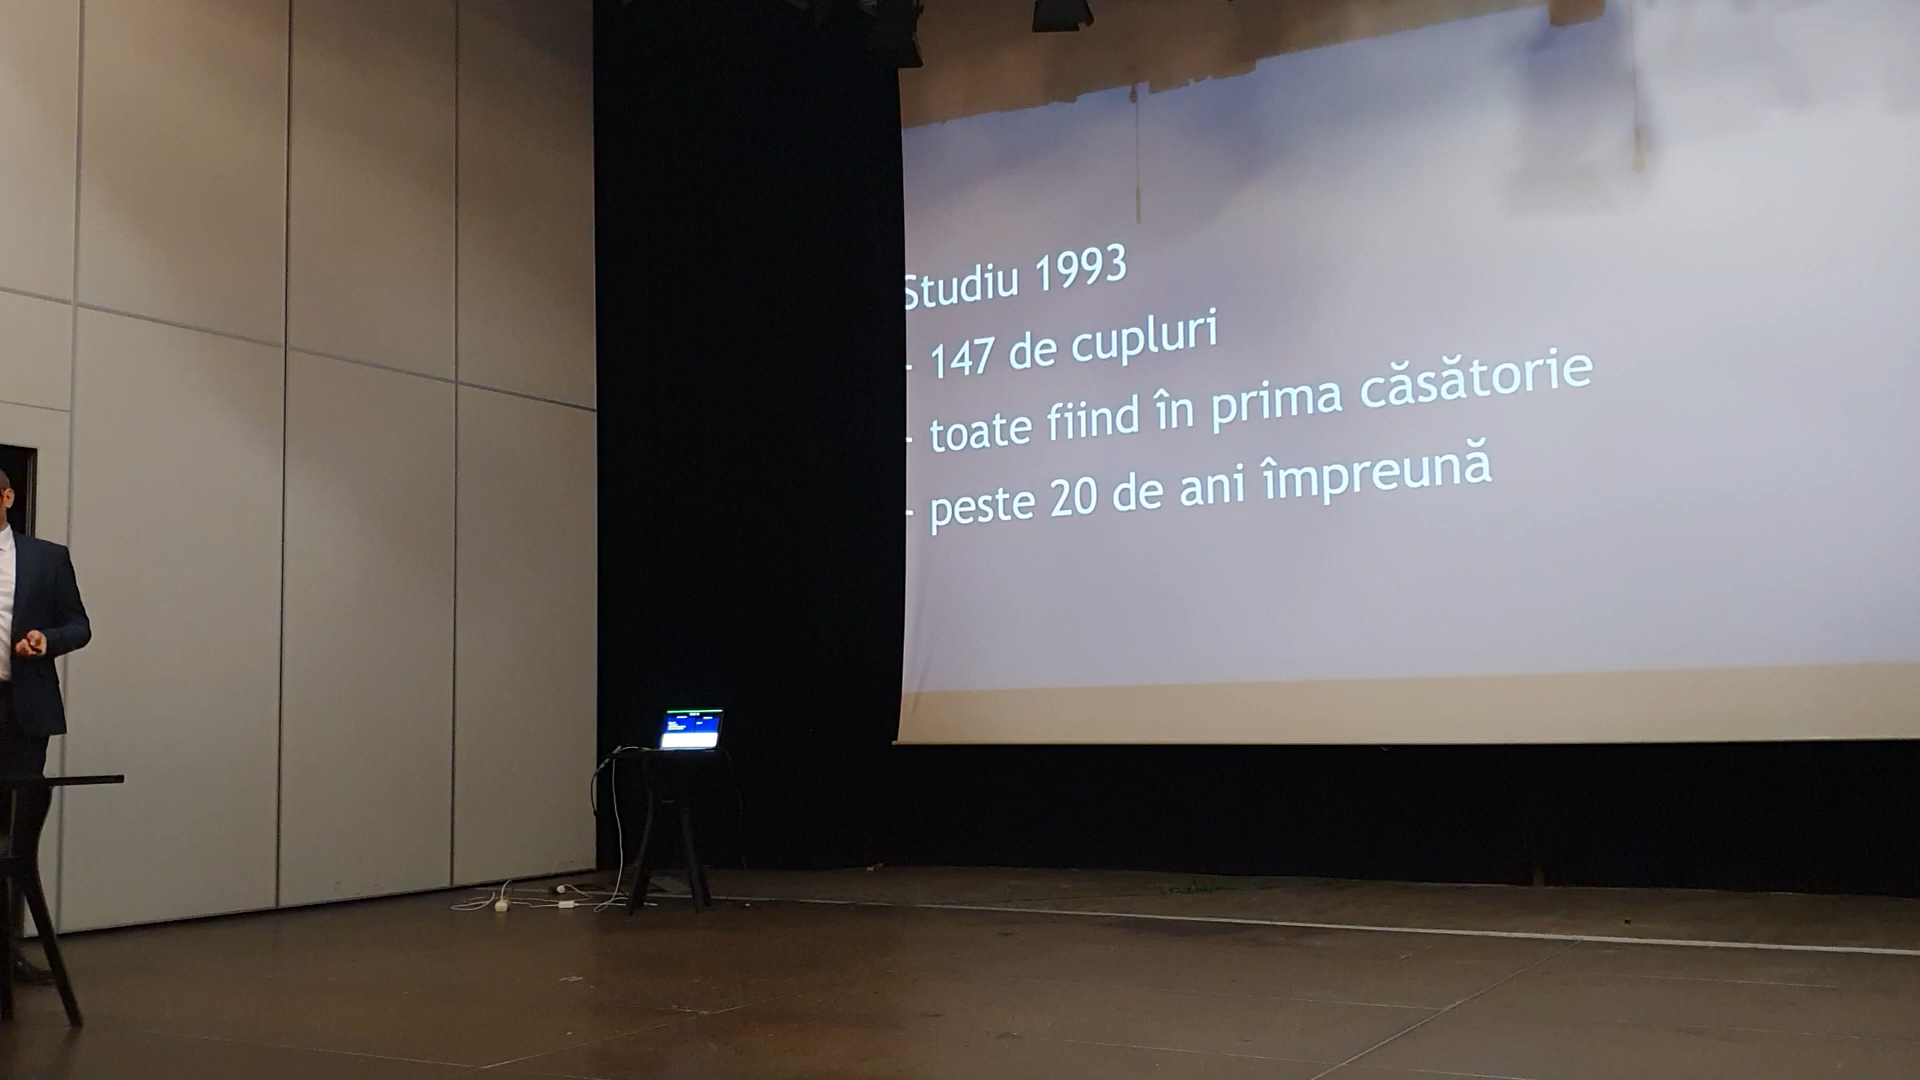 Studiu 1993
- 147 de cupluri
- toate fiind în prima căsătorie
- peste 20 de ani împreună